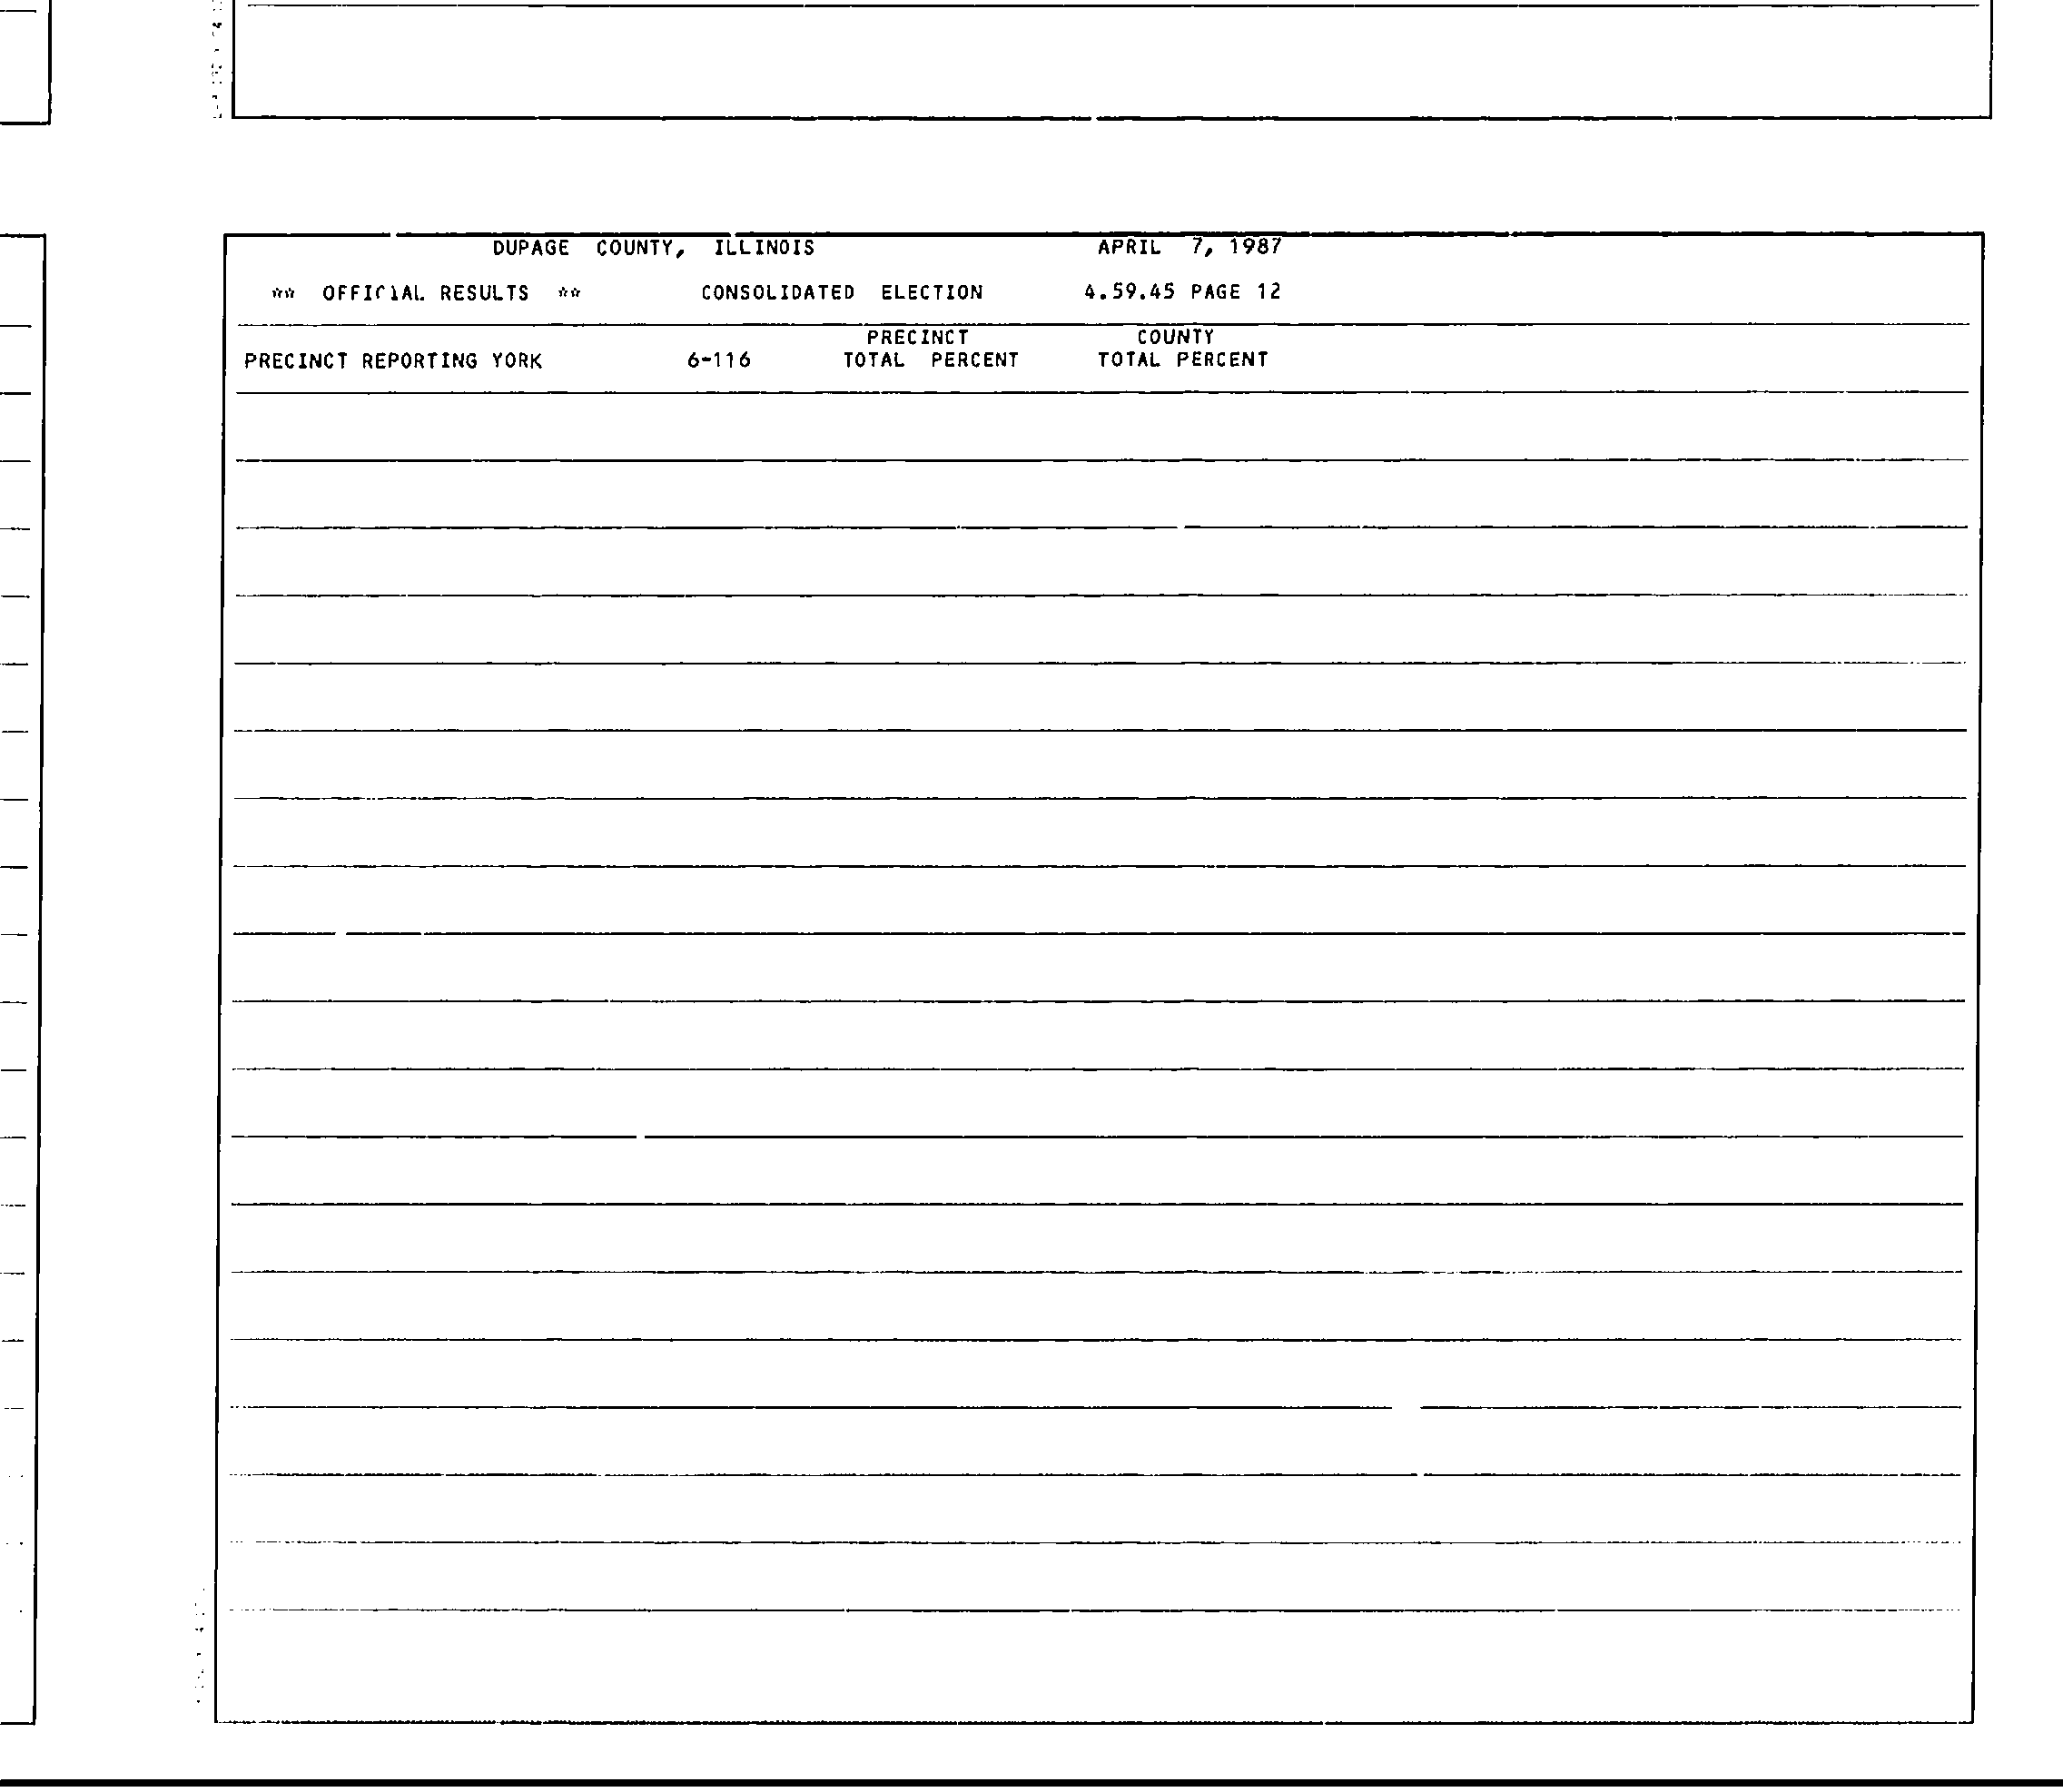 DUPAGE COUNTY, ILLINOIS APRIL 7, 1987
** OFFICIAL RESULTS ** CONSOLIDATED ELECTION 4.59.45 PAGE 12
PRECINCT COUNTY
PRECINCT REPORTING YORK 6-116 TOTAL PERCENT TOTAL PERCENT